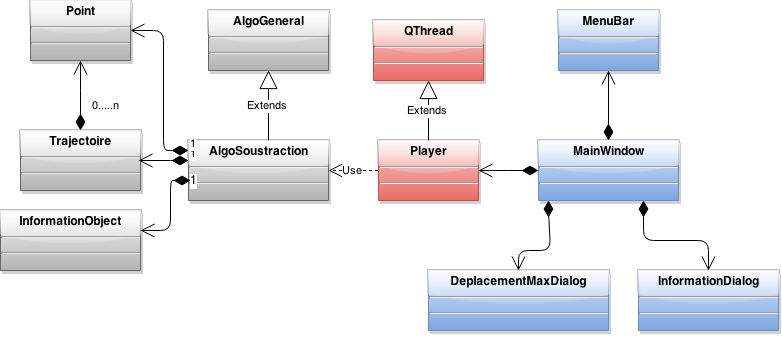 Point
AlgoGeneral
QThread
MenuBar
0.....n
Extends
Extends
Trajectoire
1
1
AlgoSoustraction
Player
MainWindow
Use
1
InformationObject
DeplacementMaxDialog
InformationDialog